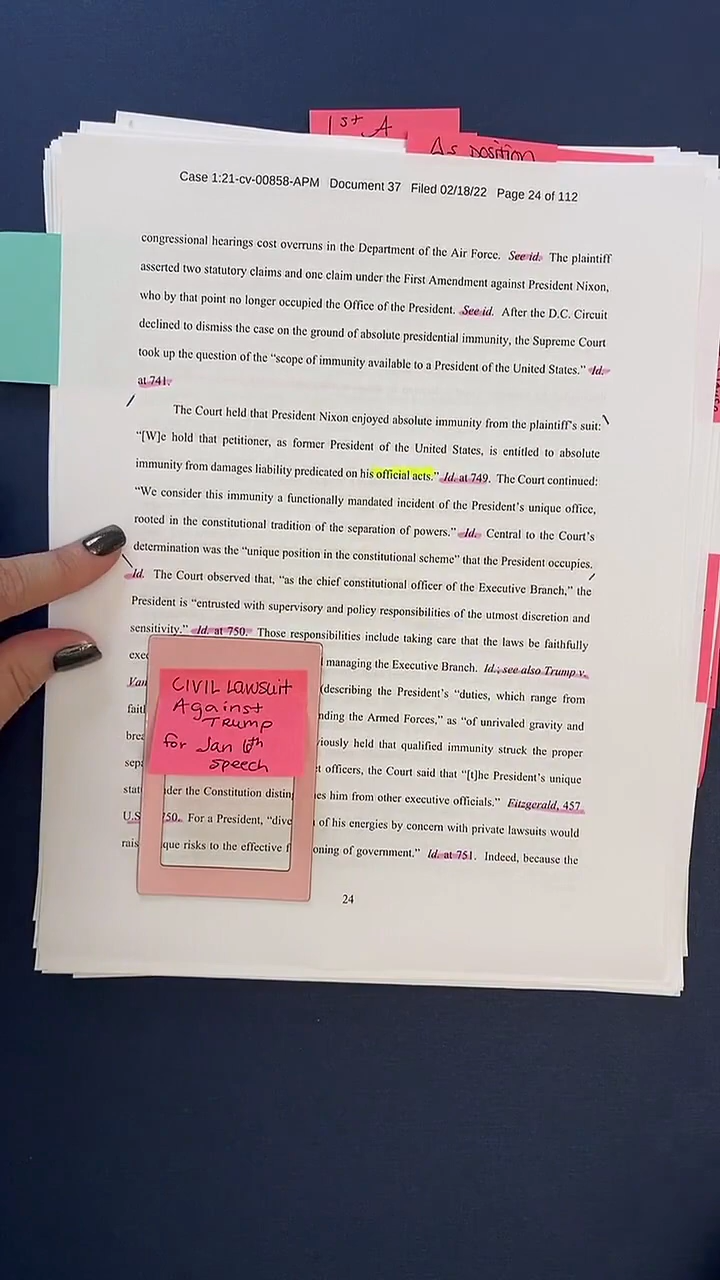 1st A
Δs position
Case 1:21-cv-00858-APM Document 37 Filed 02/18/22 Page 24 of 112
congressional hearings cost overruns in the Department of the Air Force. See id. The plaintiff
asserted two statutory claims and one claim under the First Amendment against President Nixon,
who by that point no longer occupied the Office of the President. See id. After the D.C. Circuit
declined to dismiss the case on the ground of absolute presidential immunity, the Supreme Court
took up the question of the “scope of immunity available to a President of the United States.” Id.
at 741.
The Court held that President Nixon enjoyed absolute immunity from the plaintiff's suit:
“[W]e hold that petitioner, as former President of the United States, is entitled to absolute
immunity from damages liability predicated on his official acts.” Id. at 749. The Court continued:
“We consider this immunity a functionally mandated incident of the President's unique office,
rooted in the constitutional tradition of the separation of powers.” Id. Central to the Court's
determination was the “unique position in the constitutional scheme” that the President occupies.
Id. The Court observed that, “as the chief constitutional officer of the Executive Branch,” the
President is “entrusted with supervisory and policy responsibilities of the utmost discretion and
sensitivity.” Id. at 750. Those responsibilities include taking care that the laws be faithfully
managing the Executive Branch. Id.; see also Trump v.
(describing the President's “duties, which range from
the Armed Forces,” as “of unrivaled gravity and
held that qualified immunity struck the proper
officers, the Court said that “[t]he President's unique
under the Constitution him from other executive officials.” Fitzgerald, 457
U.S. 750. For a President, “ of his energies by concern with private lawsuits would
risks to the effective of government.” Id. at 751. Indeed, because the
CIVIL Lawsuit
Against
TRUMP
for Jan 6th
speech
24